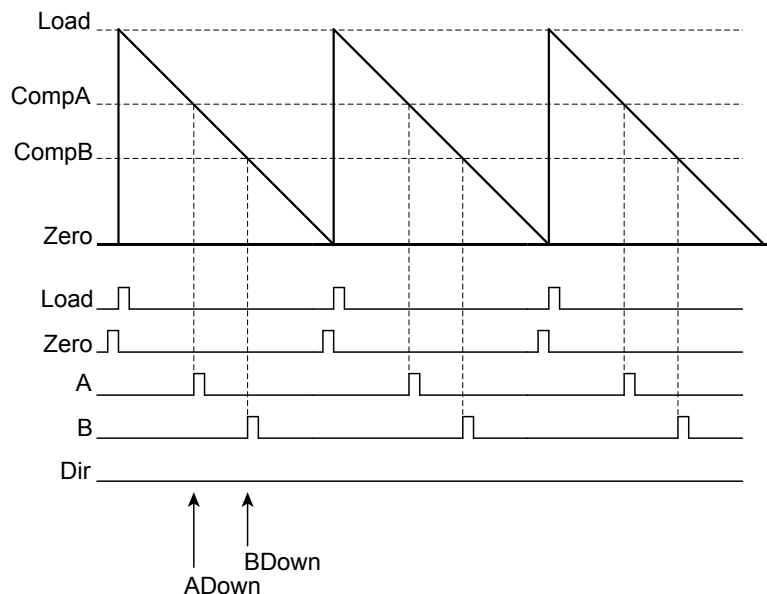 Load
CompA
CompB
Zero
Load
Zero
A
B
Dir
BDown
ADown